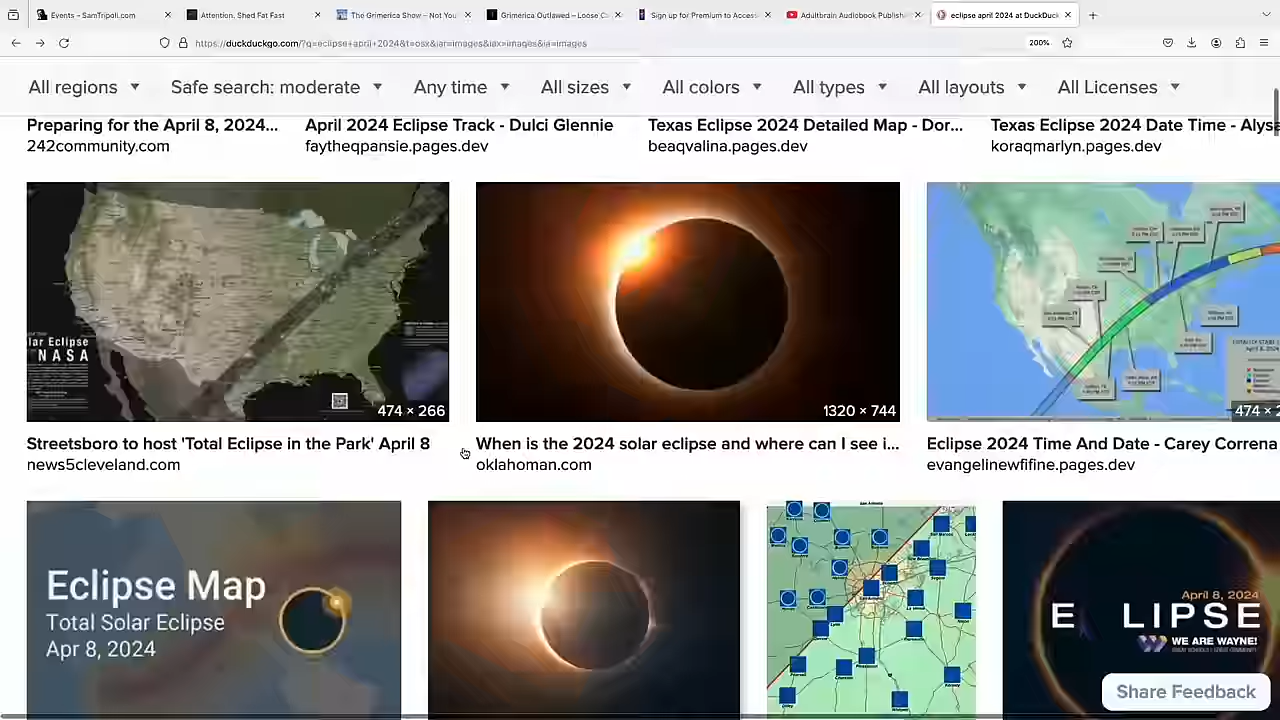 Events – SamTripoli.com
Attention. Shed Fat Fast
The Grimerica Show – Not You
Grimerica Outlawed – Loose C
Sign up for Premium to Access
Adultbrain Audiobook Publish
eclipse april 2024 at DuckDuck
https://duckduckgo.com/?q=eclipse+april+2024&t=osx&iar=images&iax=images&ia=images
200%
All regions
Safe search: moderate
Any time
All sizes
All colors
All types
All layouts
All Licenses
Preparing for the April 8, 2024...
April 2024 Eclipse Track - Dulci Glennie
Texas Eclipse 2024 Detailed Map - Dor...
Texas Eclipse 2024 Date Time - Alysa
242community.com
faytheqpansie.pages.dev
beaqvalina.pages.dev
koraqmarlyn.pages.dev
lar Eclipse
NASA
474 × 266
1320 × 744
474 × 2
Streetsboro to host 'Total Eclipse in the Park' April 8
When is the 2024 solar eclipse and where can I see i...
Eclipse 2024 Time And Date - Carey Correna
news5cleveland.com
oklahoman.com
evangelinewfifine.pages.dev
Eclipse Map
Total Solar Eclipse
Apr 8, 2024
April 8, 2024
E LIPSE
WE ARE WAYNE!
Share Feedback